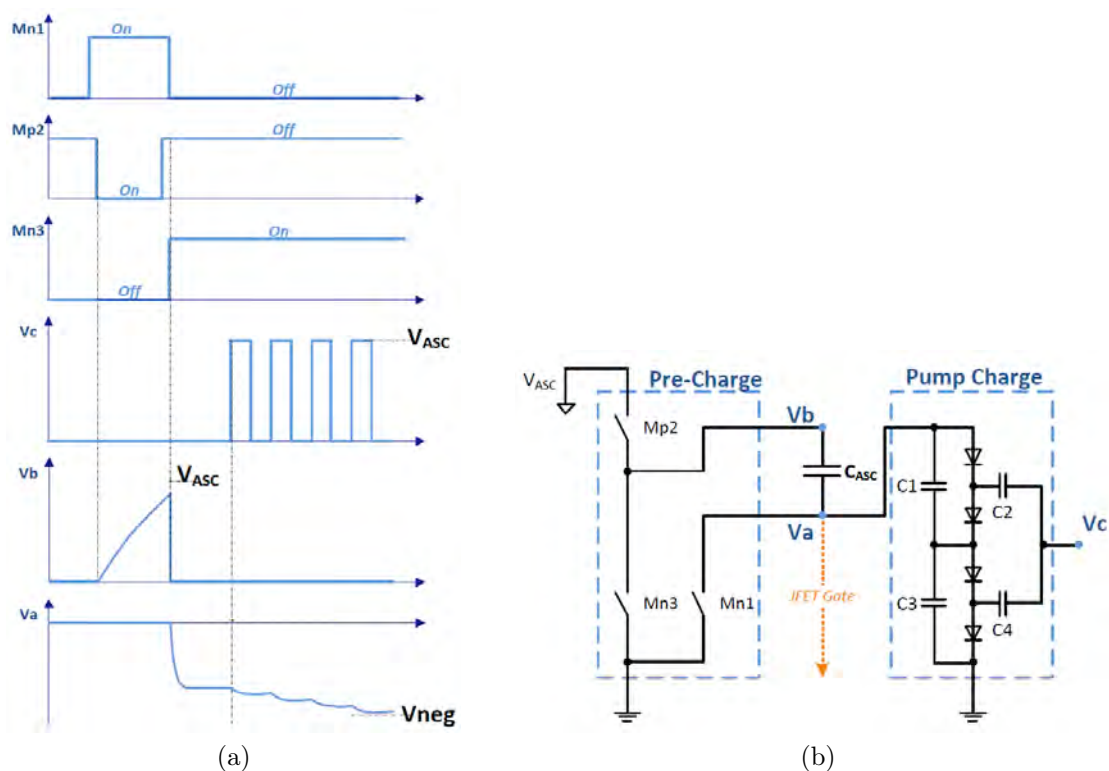 Mn1
On
Off
Mp2
Off
On
Mn3
On
Off
Vc
VASC
Vb
VASC
Va
Vneg
(a)
VASC
Pre-Charge
Pump Charge
Mp2
Vb
CASC
Va
C1
C2
Vc
Mn3
Mn1
JFET Gate
C3
C4
(b)